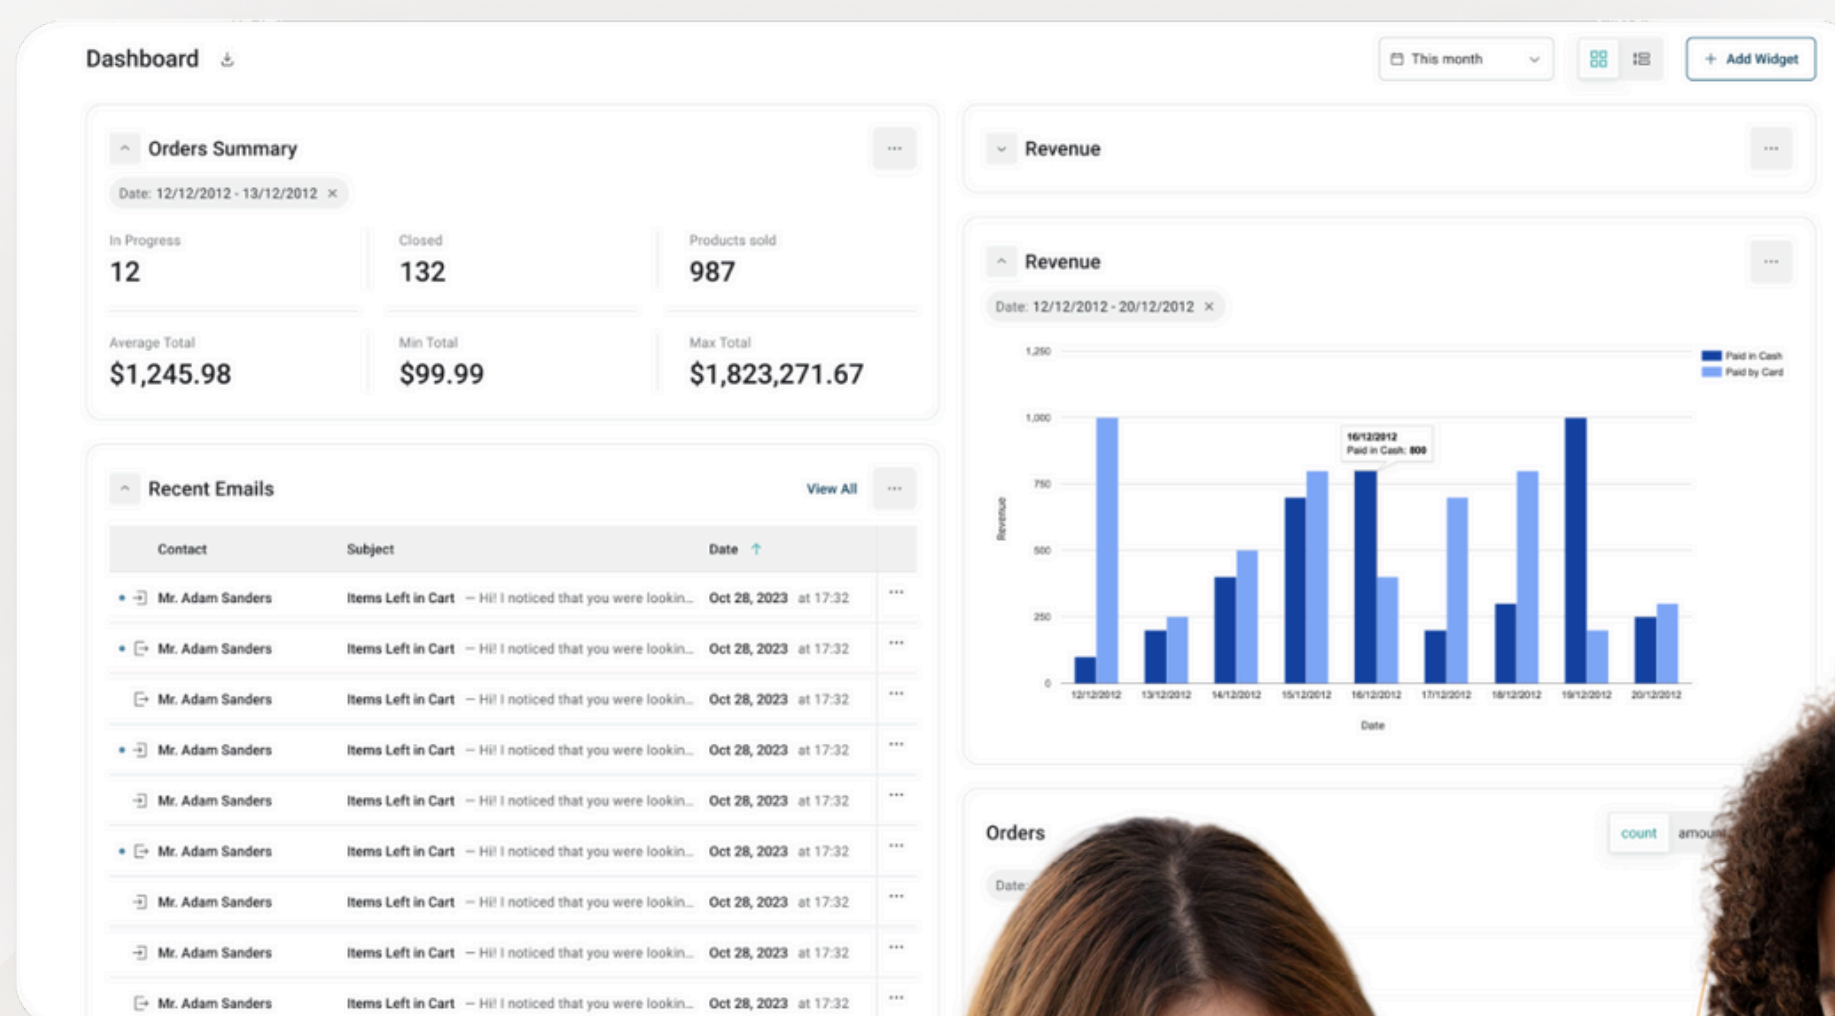 Dashboard
This month
+ Add Widget
Orders Summary
Date: 12/12/2012 - 13/12/2012 ×
In Progress
12
Closed
132
Products sold
987
Average Total
$1,245.98
Min Total
$99.99
Max Total
$1,823,271.67
Recent Emails
View All
Contact Subject Date ↑
Mr. Adam Sanders Items Left in Cart – Hi! I noticed that you were lookin... Oct 28, 2023 at 17:32
Mr. Adam Sanders Items Left in Cart – Hi! I noticed that you were lookin... Oct 28, 2023 at 17:32
Mr. Adam Sanders Items Left in Cart – Hi! I noticed that you were lookin... Oct 28, 2023 at 17:32
Mr. Adam Sanders Items Left in Cart – Hi! I noticed that you were lookin... Oct 28, 2023 at 17:32
Mr. Adam Sanders Items Left in Cart – Hi! I noticed that you were lookin... Oct 28, 2023 at 17:32
Mr. Adam Sanders Items Left in Cart – Hi! I noticed that you were lookin... Oct 28, 2023 at 17:32
Mr. Adam Sanders Items Left in Cart – Hi! I noticed that you were lookin... Oct 28, 2023 at 17:32
Mr. Adam Sanders Items Left in Cart – Hi! I noticed that you were lookin... Oct 28, 2023 at 17:32
Mr. Adam Sanders Items Left in Cart – Hi! I noticed that you were lookin... Oct 28, 2023 at 17:32
Revenue
Revenue
Date: 12/12/2012 - 20/12/2012 ×
1,250
1,000
750
500
250
0
Revenue
Paid in Cash
Paid by Card
16/12/2012
Paid in Cash: 800
12/12/2012 13/12/2012 14/12/2012 15/12/2012 16/12/2012 17/12/2012 18/12/2012 19/12/2012 20/12/2012
Date
Orders
count amoun
Date: